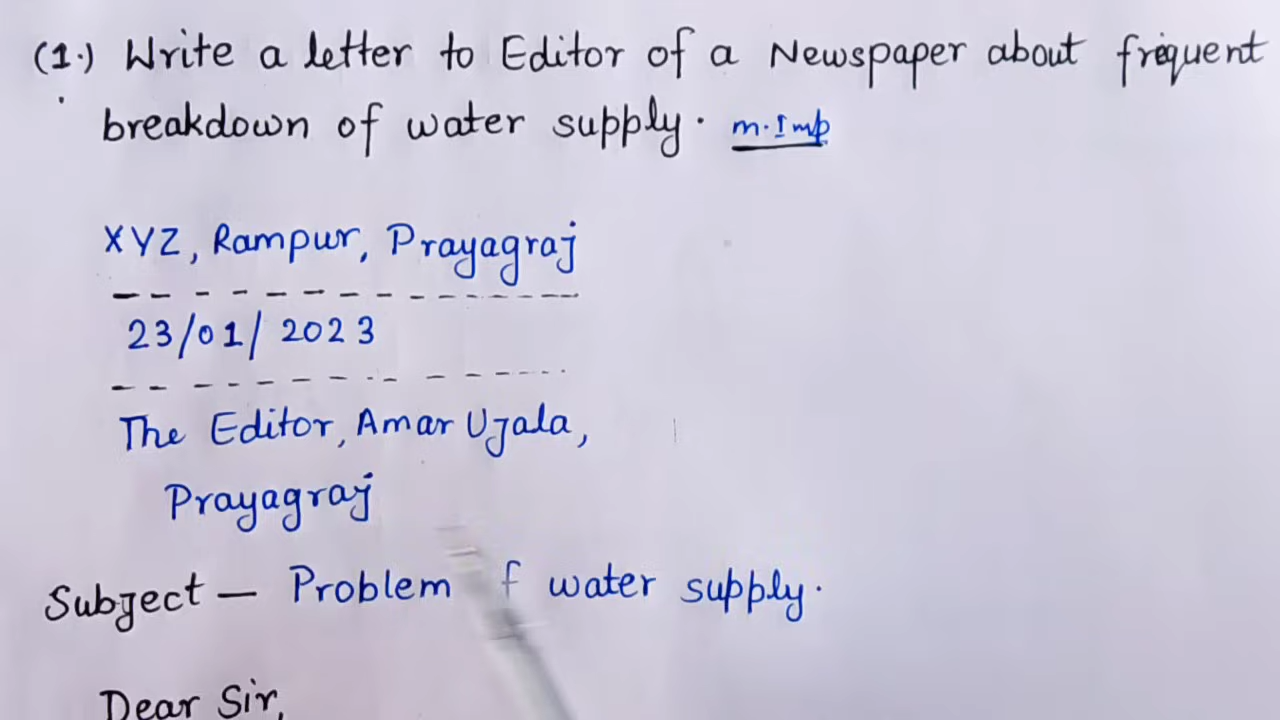 (1.) Write a letter to Editor of a Newspaper about frequent
breakdown of water supply. m.Imp
XYZ, Rampur, Prayagraj
23/01/2023
The Editor, Amar Ujala,
Prayagraj
Subject - Problem f water supply.
Dear Sir,